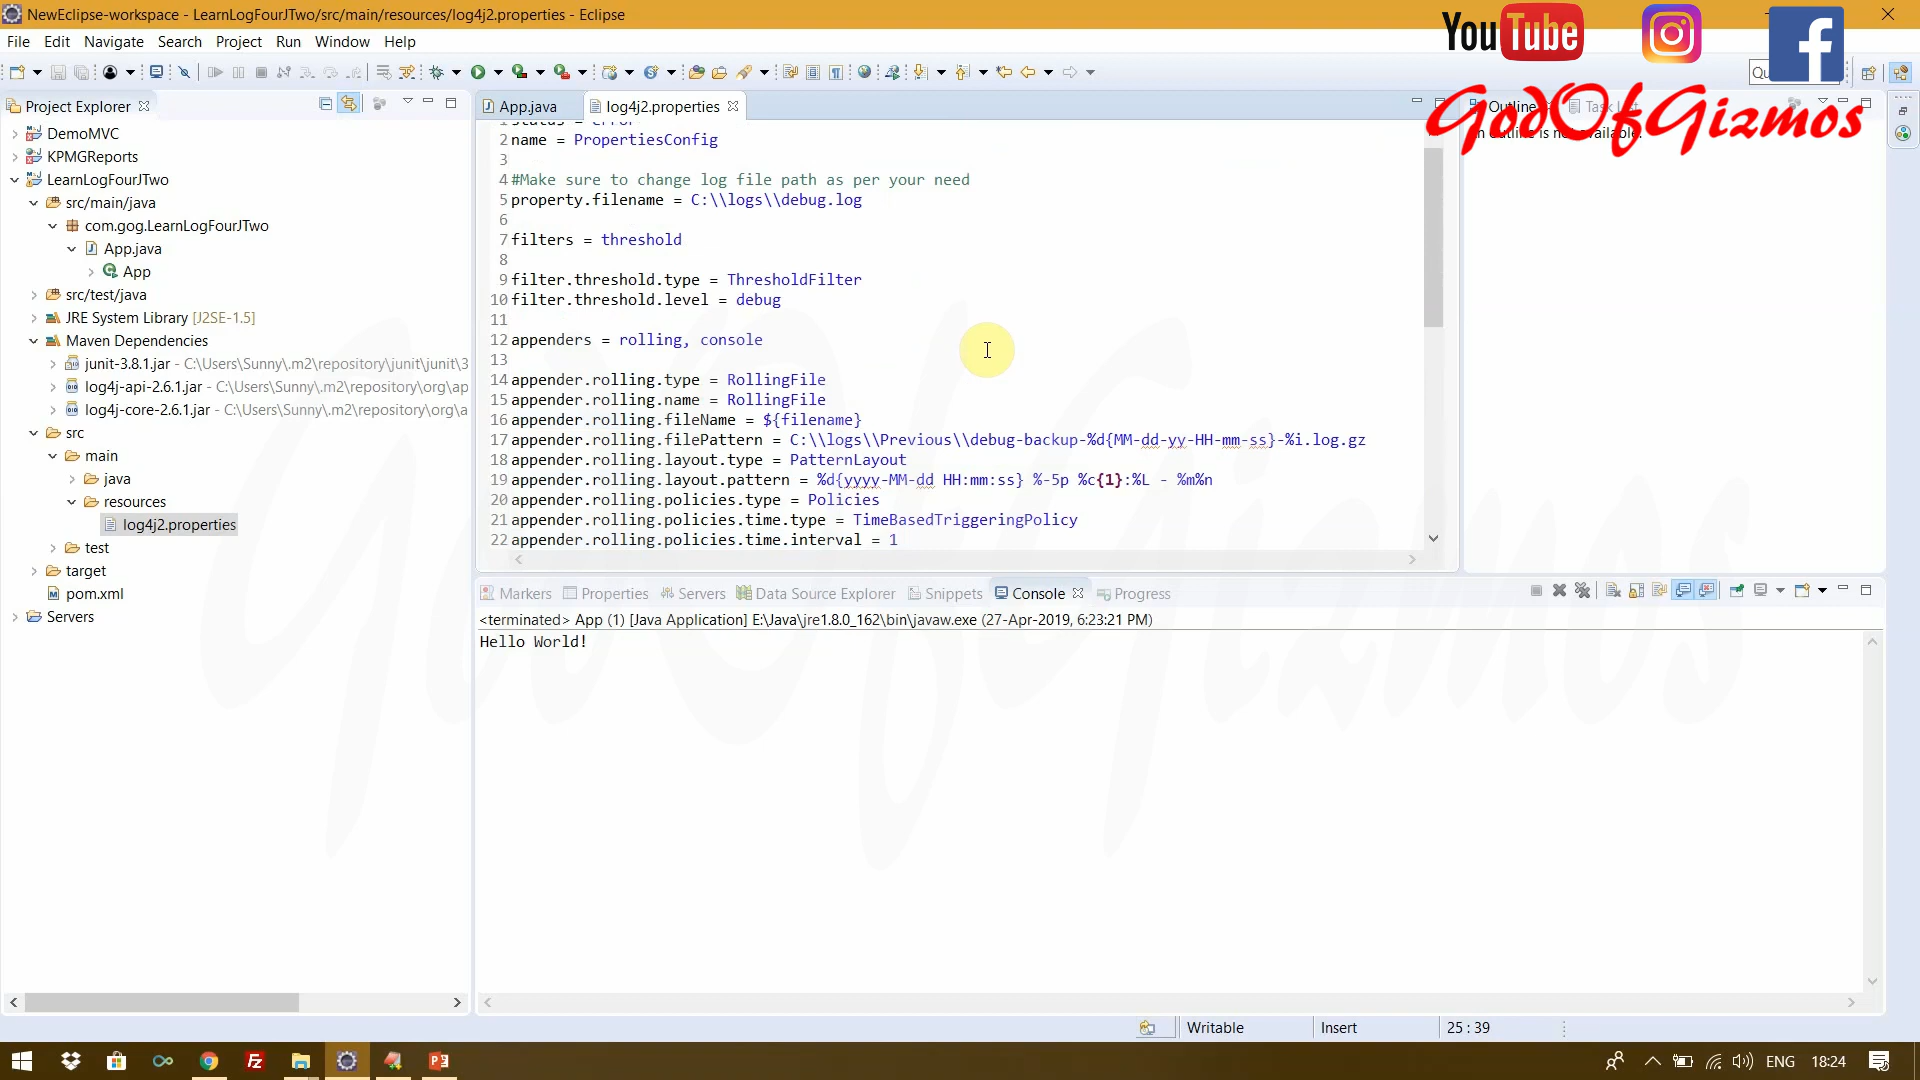 NewEclipse-workspace - LearnLogFourJTwo/src/main/resources/log4j2.properties - Eclipse
YouTube
File Edit Navigate Search Project Run Window Help
GodOfGizmos
Project Explorer
App.java
log4j2.properties
Outline
Task List
DemoMVC
KPMGReports
LearnLogFourJTwo
src/main/java
com.gog.LearnLogFourJTwo
App.java
App
src/test/java
JRE System Library [J2SE-1.5]
Maven Dependencies
junit-3.8.1.jar - C:\Users\Sunny\.m2\repository\junit\junit\3
log4j-api-2.6.1.jar - C:\Users\Sunny\.m2\repository\org\ap
log4j-core-2.6.1.jar - C:\Users\Sunny\.m2\repository\org\a
src
main
java
resources
log4j2.properties
test
target
pom.xml
Servers
1 status = error
2 name = PropertiesConfig
3
4 #Make sure to change log file path as per your need
5 property.filename = C:\\logs\\debug.log
6
7 filters = threshold
8
9 filter.threshold.type = ThresholdFilter
10 filter.threshold.level = debug
11
12 appenders = rolling, console
13
14 appender.rolling.type = RollingFile
15 appender.rolling.name = RollingFile
16 appender.rolling.fileName = ${filename}
17 appender.rolling.filePattern = C:\\logs\\Previous\\debug-backup-%d{MM-dd-yy-HH-mm-ss}-%i.log.gz
18 appender.rolling.layout.type = PatternLayout
19 appender.rolling.layout.pattern = %d{yyyy-MM-dd HH:mm:ss} %-5p %c{1}:%L - %m%n
20 appender.rolling.policies.type = Policies
21 appender.rolling.policies.time.type = TimeBasedTriggeringPolicy
22 appender.rolling.policies.time.interval = 1
outline is not available.
Markers Properties Servers Data Source Explorer Snippets Console Progress
<terminated> App (1) [Java Application] E:\Java\jre1.8.0_162\bin\javaw.exe (27-Apr-2019, 6:23:21 PM)
Hello World!
Writable Insert 25 : 39
ENG 18:24